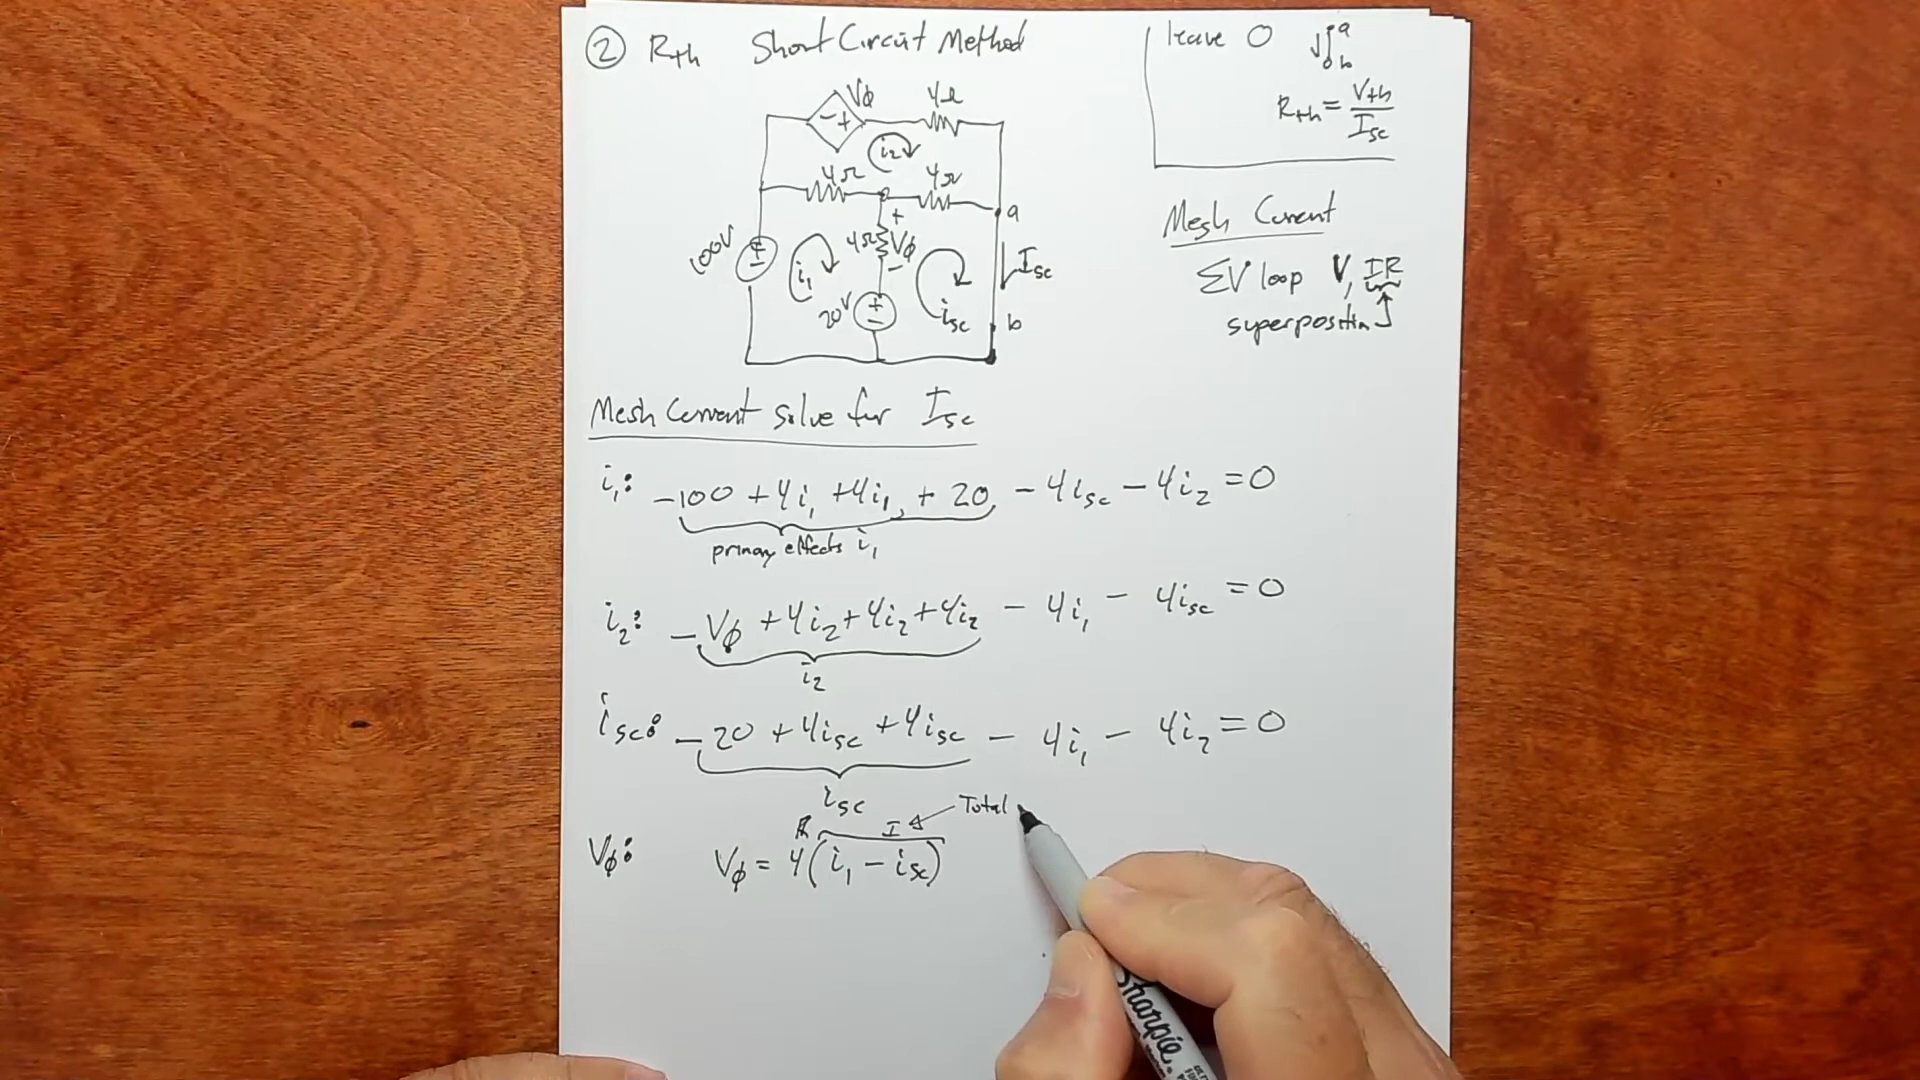 ② Rth Short Circuit Method
Vϕ 4Ω
- +
i₂
4Ω 4Ω
+ a
100V + - i₁ 4Ω Vϕ - Isc
20V + - isc b
leave 0 a b
Rth = Vth / Isc
Mesh Current
ΣV loop V, IR
superposition
Mesh Current solve for Isc
i₁: -100 + 4i₁ + 4i₁ + 20 - 4isc - 4i₂ = 0
primary effects i₁
i₂: -Vϕ + 4i₂ + 4i₂ + 4i₂ - 4i₁ - 4isc = 0
i₂
isc: -20 + 4isc + 4isc - 4i₁ - 4i₂ = 0
isc
R I Total
Vϕ: Vϕ = 4(i₁ - isc)
Sharpie.